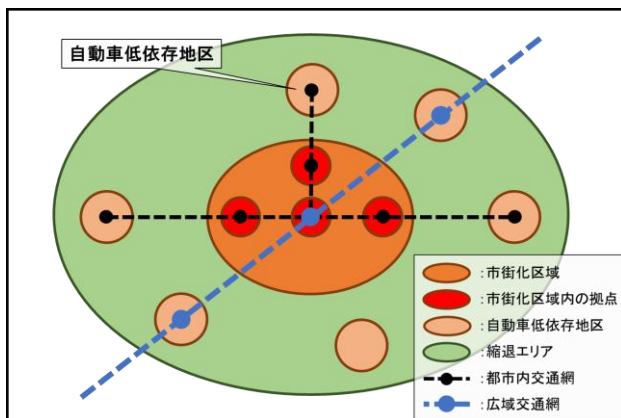 自動車低依存地区
:市街化区域
:市街化区域内の拠点
:自動車低依存地区
:縮退エリア
:都市内交通網
:広域交通網